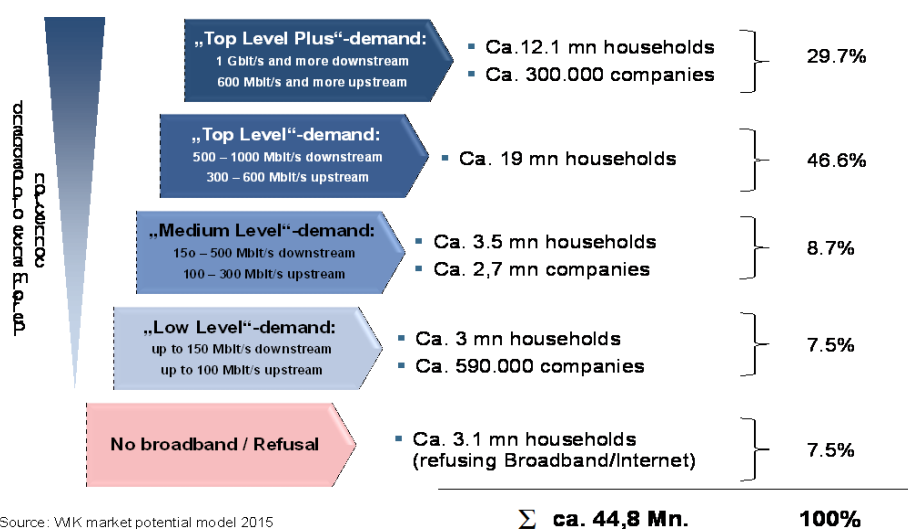 „Top Level Plus“-demand:
1 Gbit/s and more downstream
600 Mbit/s and more upstream
▪ Ca.12.1 mn households
▪ Ca. 300.000 companies
29.7%
„Top Level“-demand:
500 – 1000 Mbit/s downstream
300 – 600 Mbit/s upstream
▪ Ca. 19 mn households
46.6%
„Medium Level“-demand:
15o – 500 Mbit/s downstream
100 – 300 Mbit/s upstream
▪ Ca. 3.5 mn households
▪ Ca. 2,7 mn companies
8.7%
„Low Level“-demand:
up to 150 Mbit/s downstream
up to 100 Mbit/s upstream
▪ Ca. 3 mn households
▪ Ca. 590.000 companies
7.5%
No broadband / Refusal
▪ Ca. 3.1 mn households
(refusing Broadband/Internet)
7.5%
Σ ca. 44,8 Mn.
100%
Source: WIK market potential model 2015